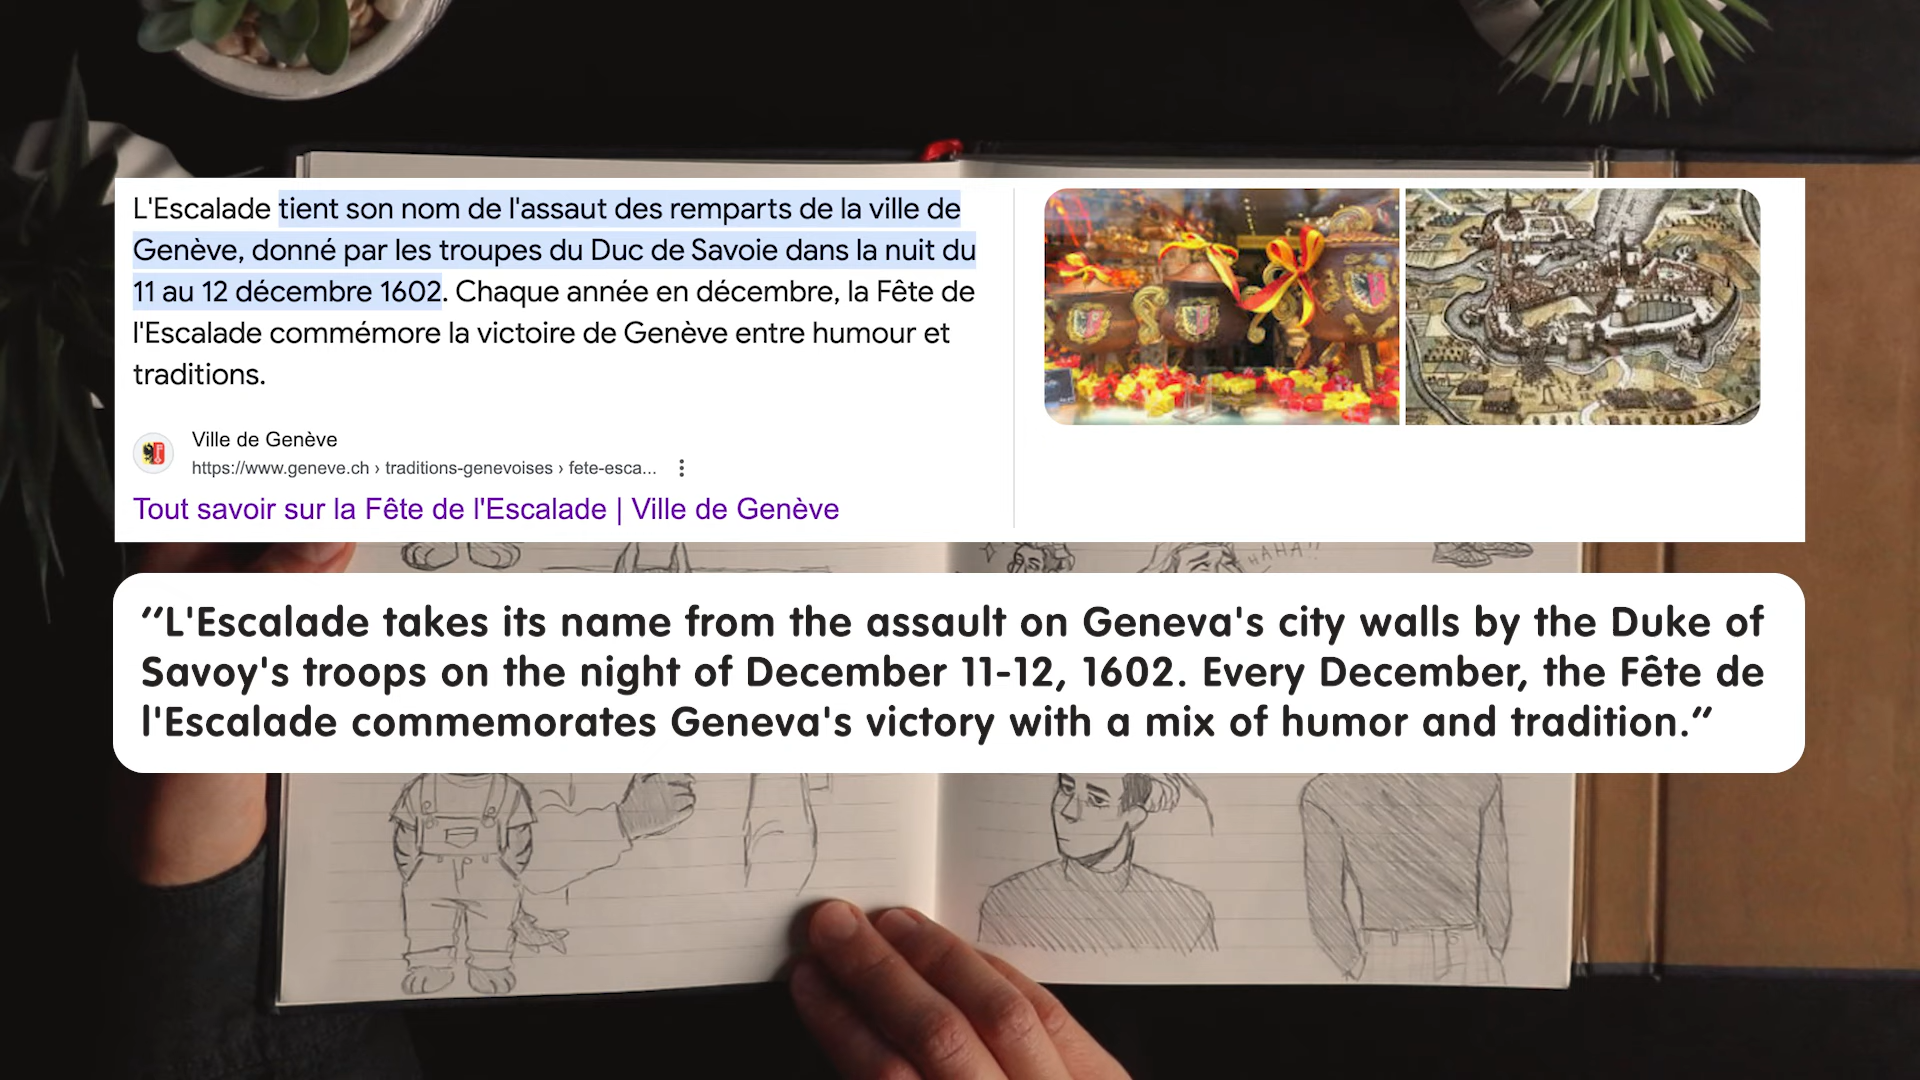 L'Escalade tient son nom de l'assaut des remparts de la ville de
Genève, donné par les troupes du Duc de Savoie dans la nuit du
11 au 12 décembre 1602. Chaque année en décembre, la Fête de
l'Escalade commémore la victoire de Genève entre humour et
traditions.
Ville de Genève
https://www.geneve.ch › traditions-genevoises › fete-esca...
Tout savoir sur la Fête de l'Escalade | Ville de Genève
HAHA!!
“L'Escalade takes its name from the assault on Geneva's city walls by the Duke of
Savoy's troops on the night of December 11-12, 1602. Every December, the Fête de
l'Escalade commemorates Geneva's victory with a mix of humor and tradition.”